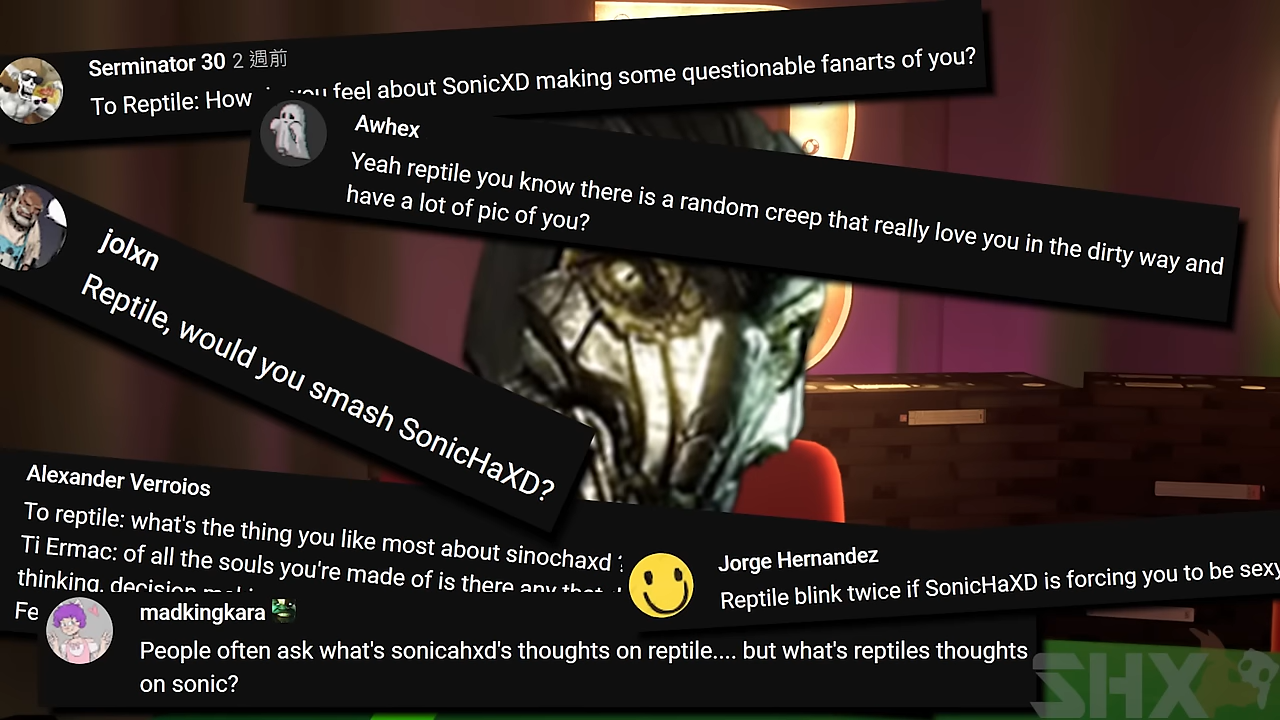 Serminator 30 2 週前
To Reptile: How you feel about SonicXD making some questionable fanarts of you?
Awhex
Yeah reptile you know there is a random creep that really love you in the dirty way and
have a lot of pic of you?
jolxn
Reptile, would you smash SonicHaXD?
Alexander Verroios
To reptile: what's the thing you like most about sinochaxd ?
Ti Ermac: of all the souls you're made of is there any that
thinking, decision
Fe
Jorge Hernandez
Reptile blink twice if SonicHaXD is forcing you to be sexy
madkingkara
People often ask what's sonicahxd's thoughts on reptile.... but what's reptiles thoughts
on sonic?
SHX